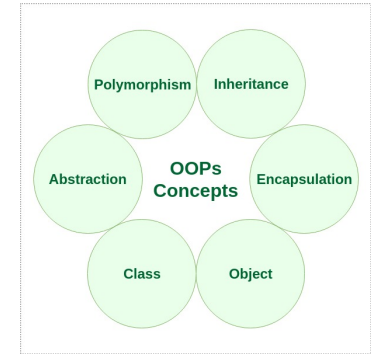 Polymorphism
Inheritance
Abstraction
OOPs
Concepts
Encapsulation
Class
Object